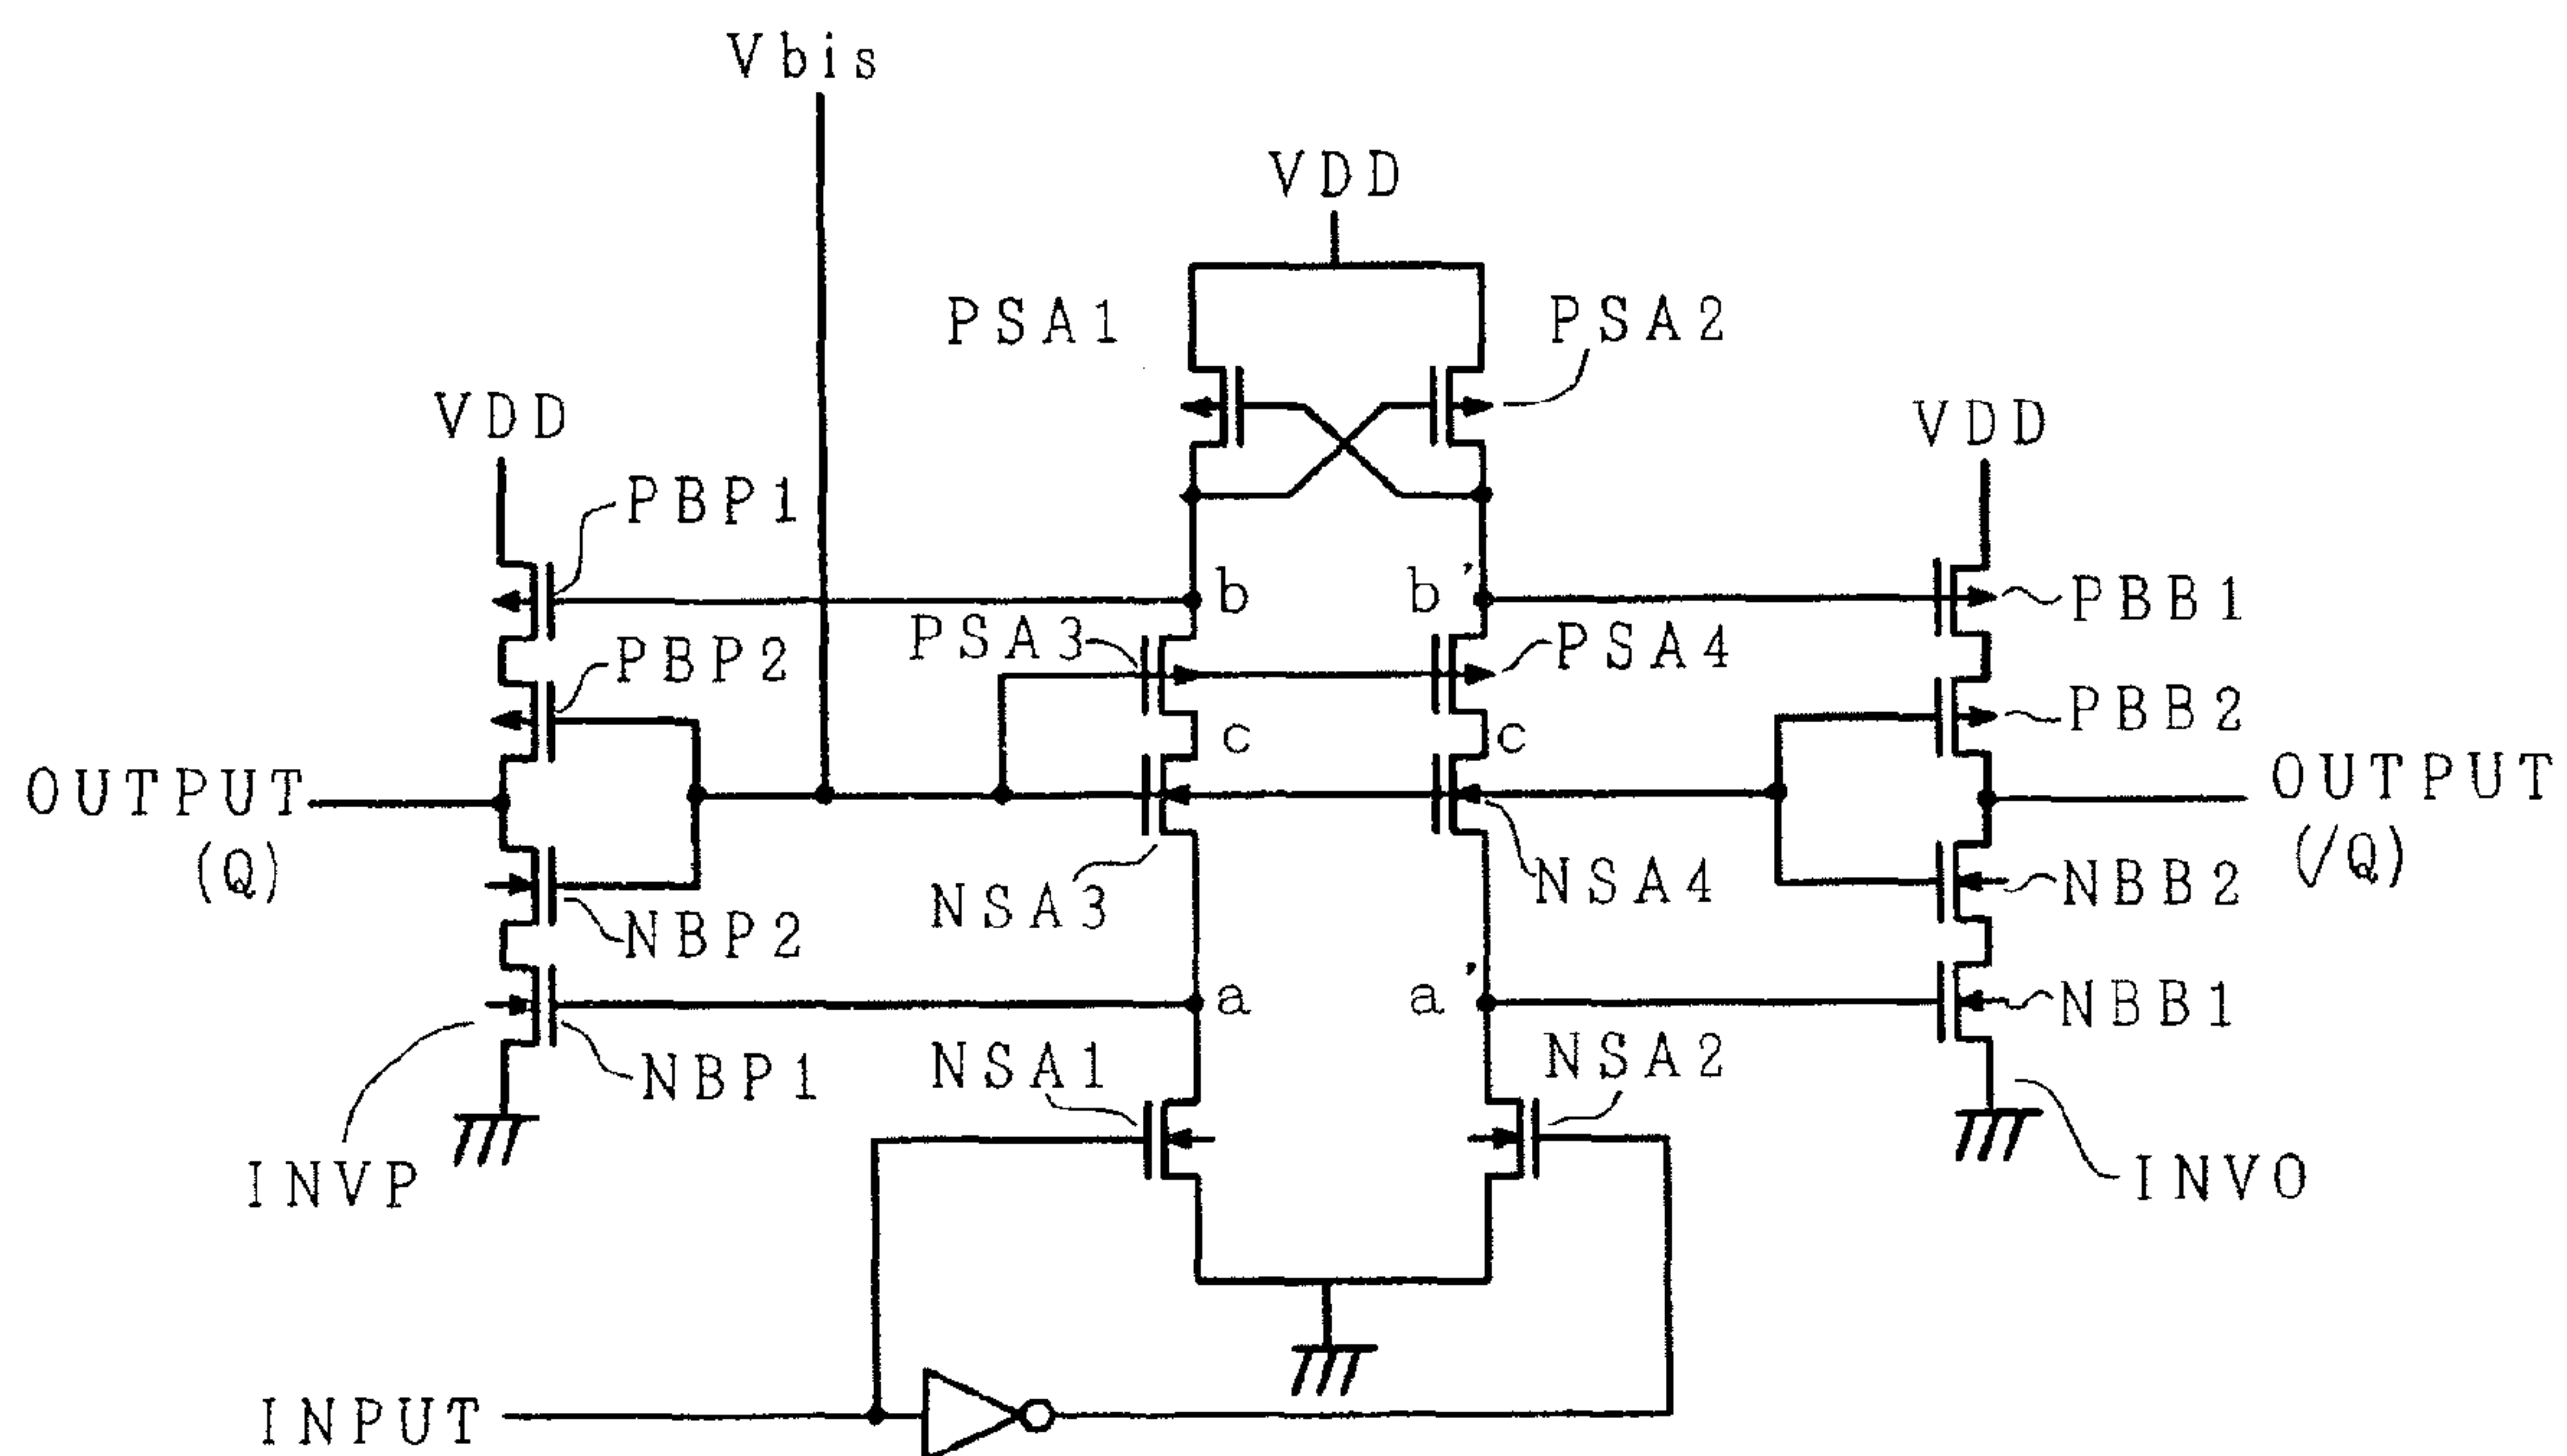 Vbis
VDD
PSA1
PSA2
VDD
VDD
PBP1
b
b'
PBB1
PSA3
PSA4
PBP2
PBB2
c
c
OUTPUT
(Q)
OUTPUT
(/Q)
NSA3
NSA4
NBB2
NBP2
a
a'
NBB1
NSA1
NSA2
NBP1
INVP
INVO
INPUT